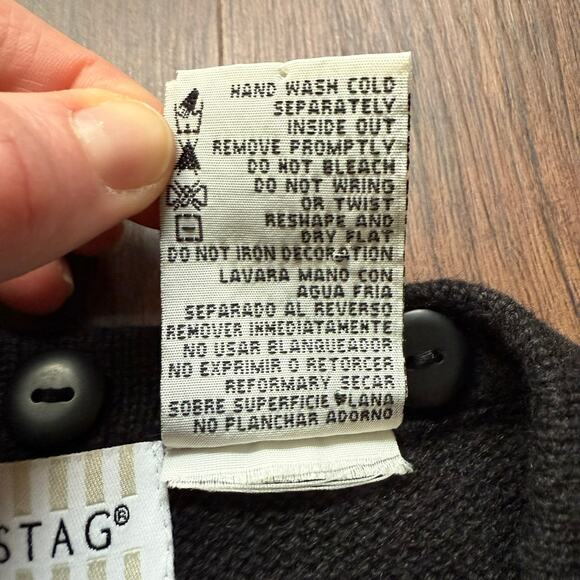 HAND WASH COLD
SEPARATELY
INSIDE OUT
REMOVE PROMPTLY
DO NOT BLEACH
DO NOT WRING
OR TWIST
RESHAPE AND
DRY FLAT
DO NOT IRON DECORATION
LAVARA MANO CON
AGUA FRIA
SEPARADO AL REVERSO
REMOVER INMEDIATAMENTE
NO USAR BLANQUEADOR
NO EXPRIMIR O RETORCER
REFORMARY SECAR
SOBRE SUPERFICIE PLANA
NO PLANCHAR ADORNO
STAG®